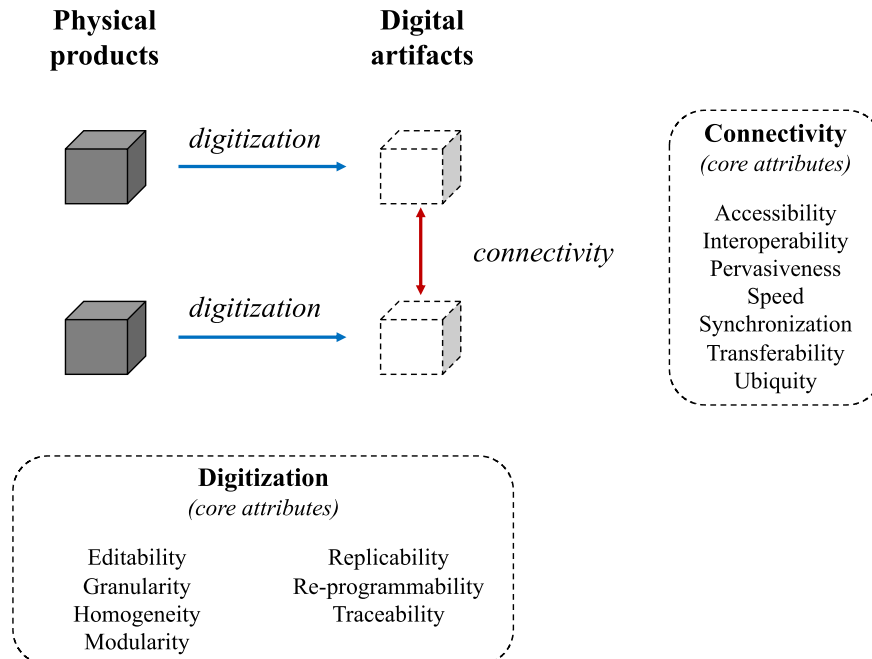 Physical
products
Digital
artifacts
digitization
connectivity
digitization
Connectivity
(core attributes)
Accessibility
Interoperability
Pervasiveness
Speed
Synchronization
Transferability
Ubiquity
Digitization
(core attributes)
Editability
Granularity
Homogeneity
Modularity
Replicability
Re-programmability
Traceability